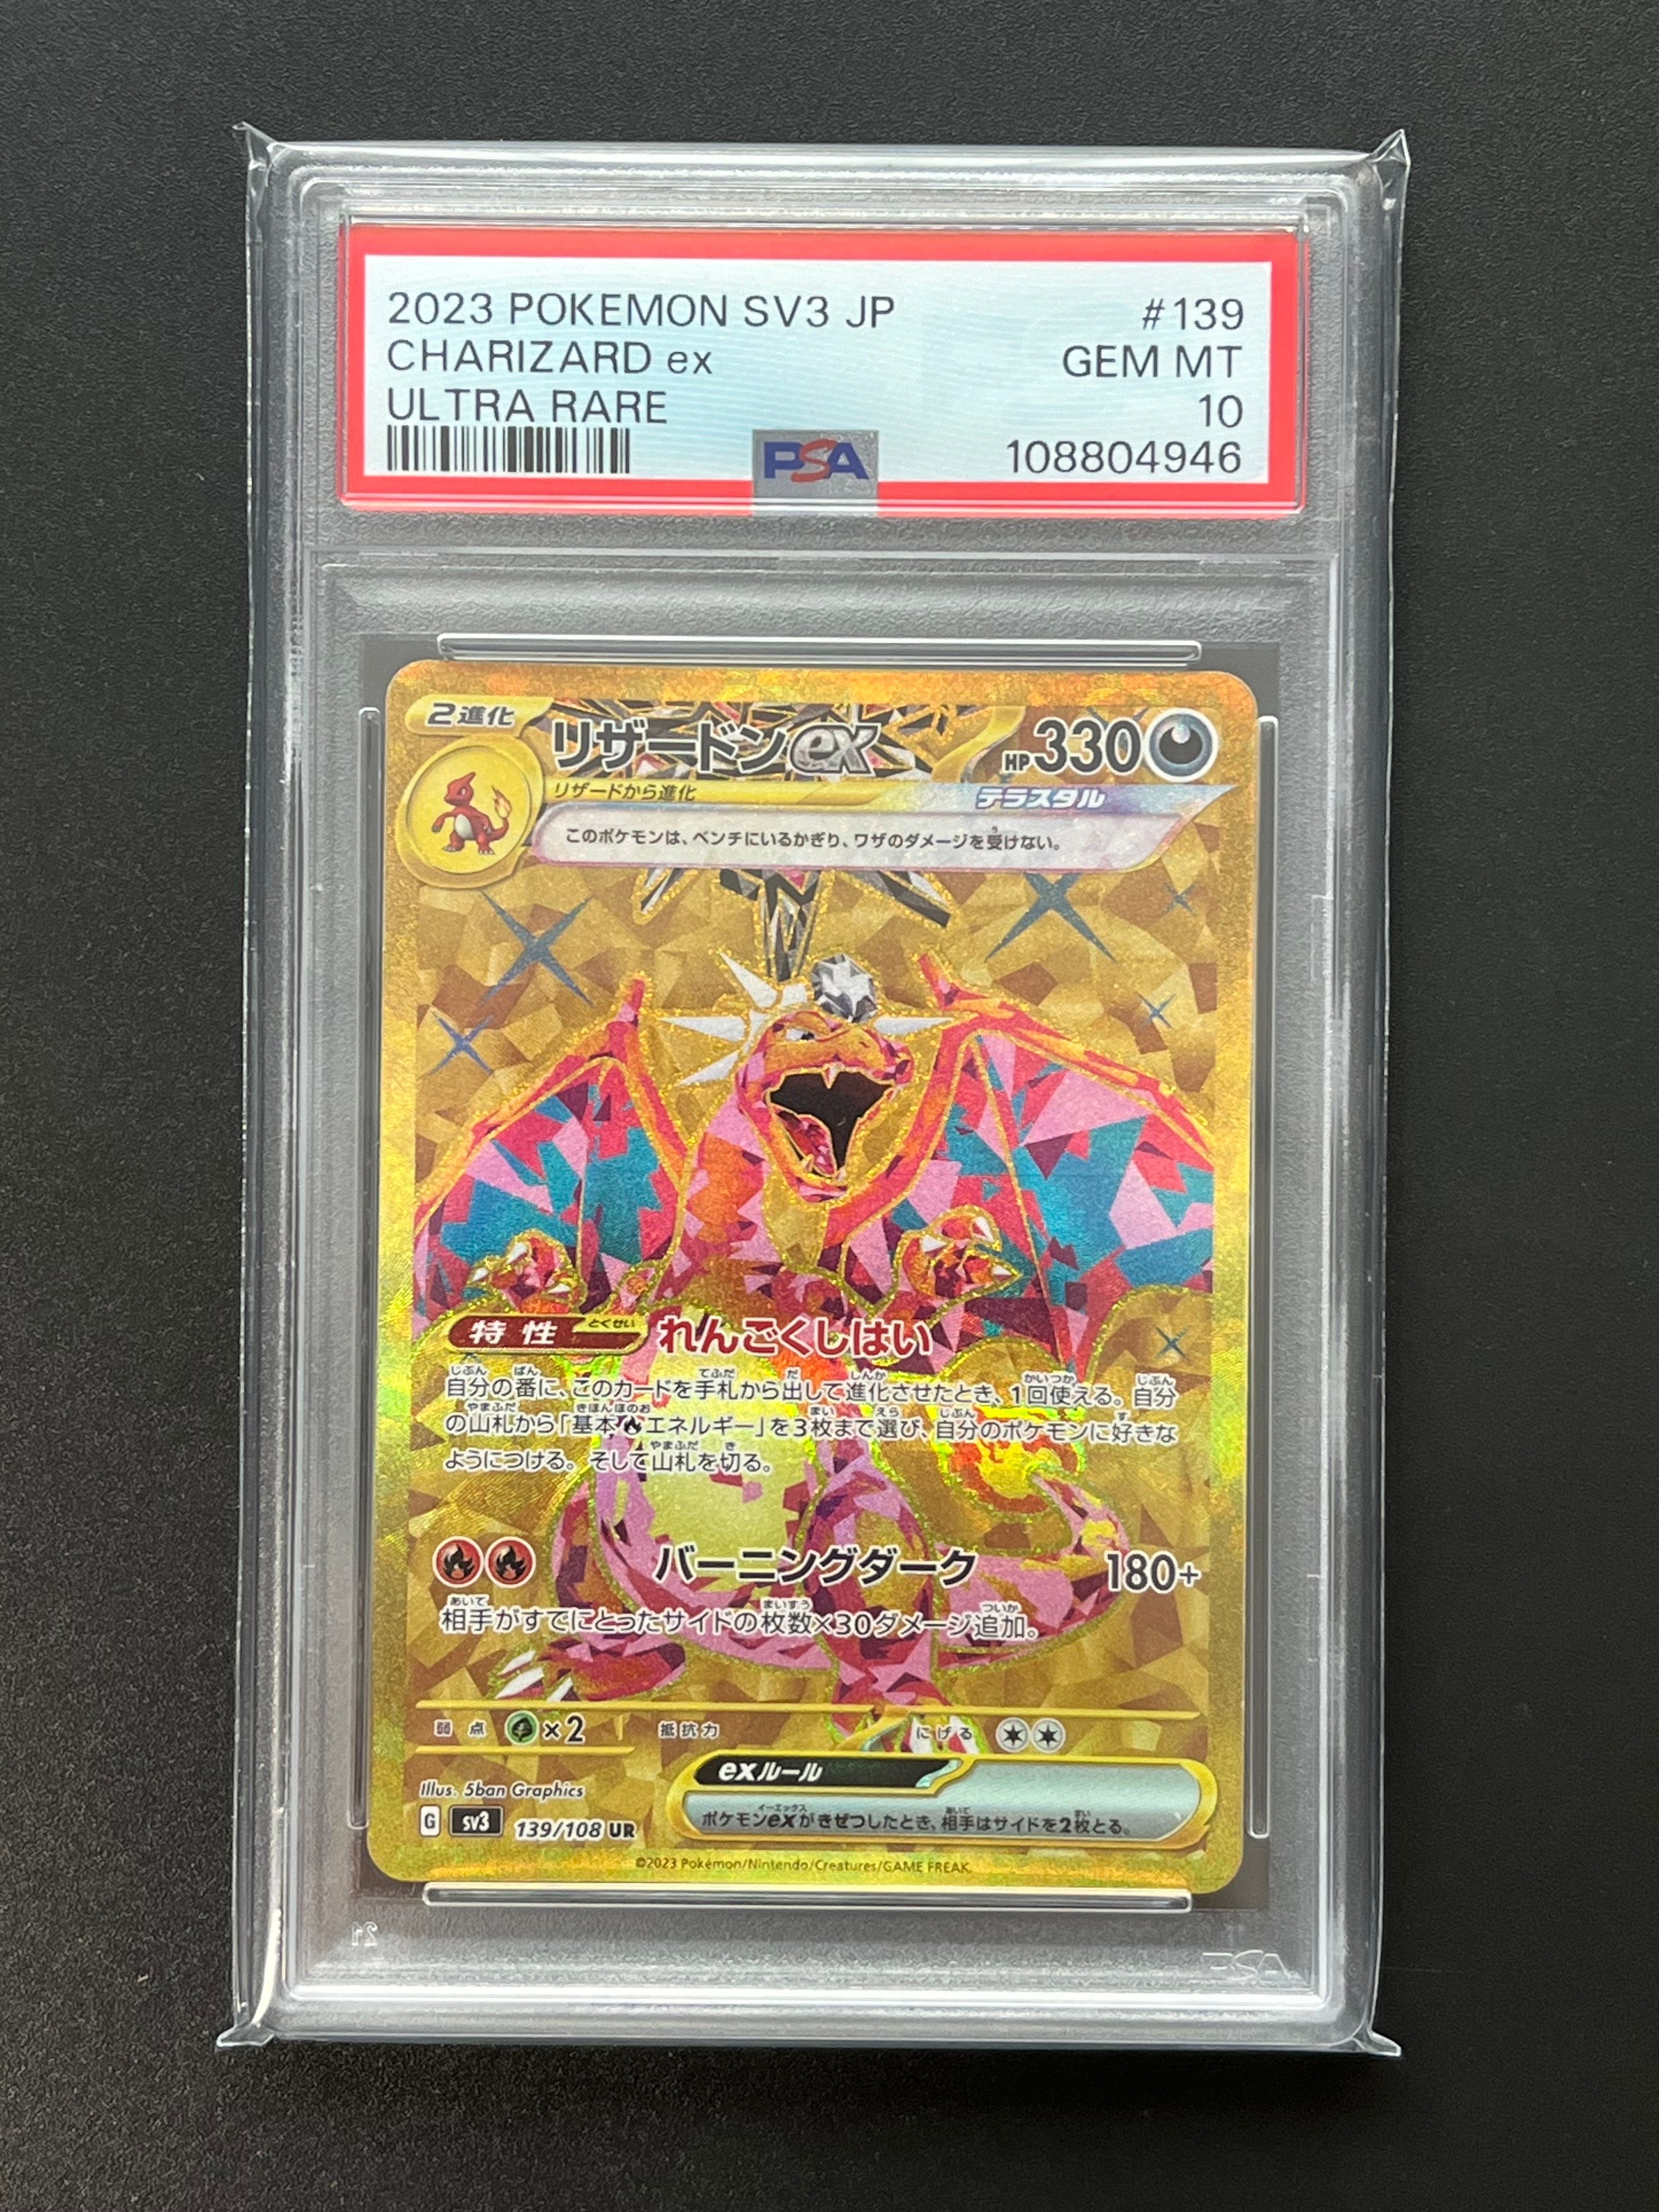 2023 POKEMON SV3 JP #139
CHARIZARD ex GEM MT
ULTRA RARE 10
PSA 108804946
2進化 リザードンex HP330
リザードから進化 テラスタル
このポケモンは、ベンチにいるかぎり、ワザのダメージを受けない。
特性 とくせい れんごくしはい
自分の番に、このカードを手札から出して進化させたとき、1回使える。自分
の山札から「基本エネルギー」を3枚まで選び、自分のポケモンに好きな
ようにつける。そして山札を切る。
バーニングダーク 180+
相手がすでにとったサイドの枚数×30ダメージ追加。
弱点 ×2 抵抗力 にげる
exルール
Illus. 5ban Graphics
ポケモンexがきぜつしたとき、相手はサイドを2枚とる。
G SV3 139/108 UR
©2023 Pokémon/Nintendo/Creatures/GAME FREAK.
21 PSA